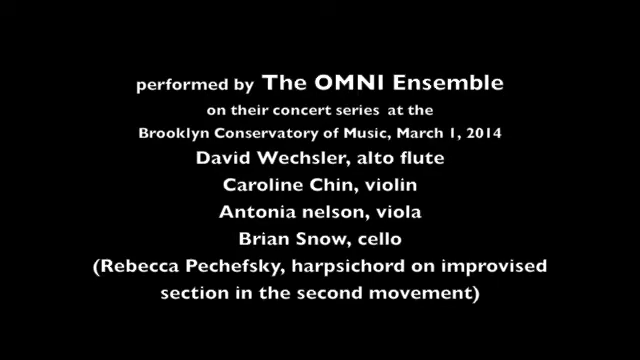 performed by The OMNI Ensemble
on their concert series at the
Brooklyn Conservatory of Music, March 1, 2014
David Wechsler, alto flute
Caroline Chin, violin
Antonia nelson, viola
Brian Snow, cello
(Rebecca Pechefsky, harpsichord on improvised
section in the second movement)